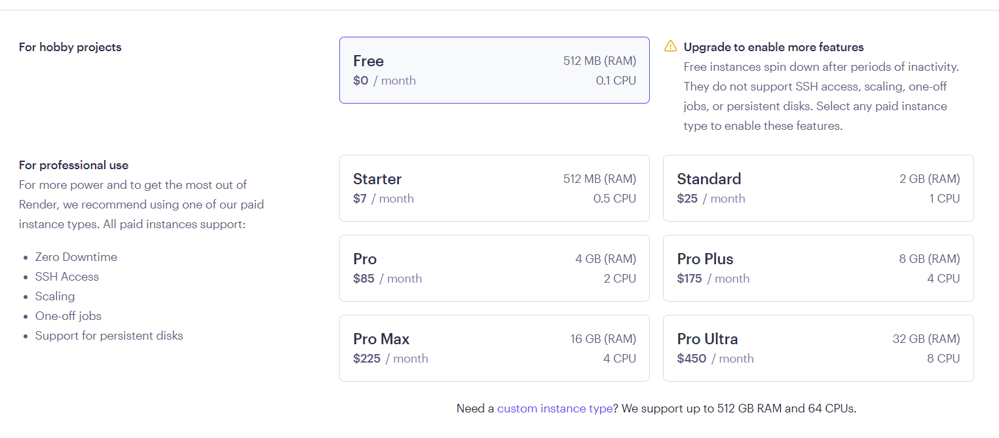 For hobby projects
Free
512 MB (RAM)
$0 / month
0.1 CPU
Upgrade to enable more features
Free instances spin down after periods of inactivity.
They do not support SSH access, scaling, one-off
jobs, or persistent disks. Select any paid instance
type to enable these features.
For professional use
For more power and to get the most out of
Render, we recommend using one of our paid
instance types. All paid instances support:
• Zero Downtime
• SSH Access
• Scaling
• One-off jobs
• Support for persistent disks
Starter
512 MB (RAM)
$7 / month
0.5 CPU
Standard
2 GB (RAM)
$25 / month
1 CPU
Pro
4 GB (RAM)
$85 / month
2 CPU
Pro Plus
8 GB (RAM)
$175 / month
4 CPU
Pro Max
16 GB (RAM)
$225 / month
4 CPU
Pro Ultra
32 GB (RAM)
$450 / month
8 CPU
Need a custom instance type? We support up to 512 GB RAM and 64 CPUs.